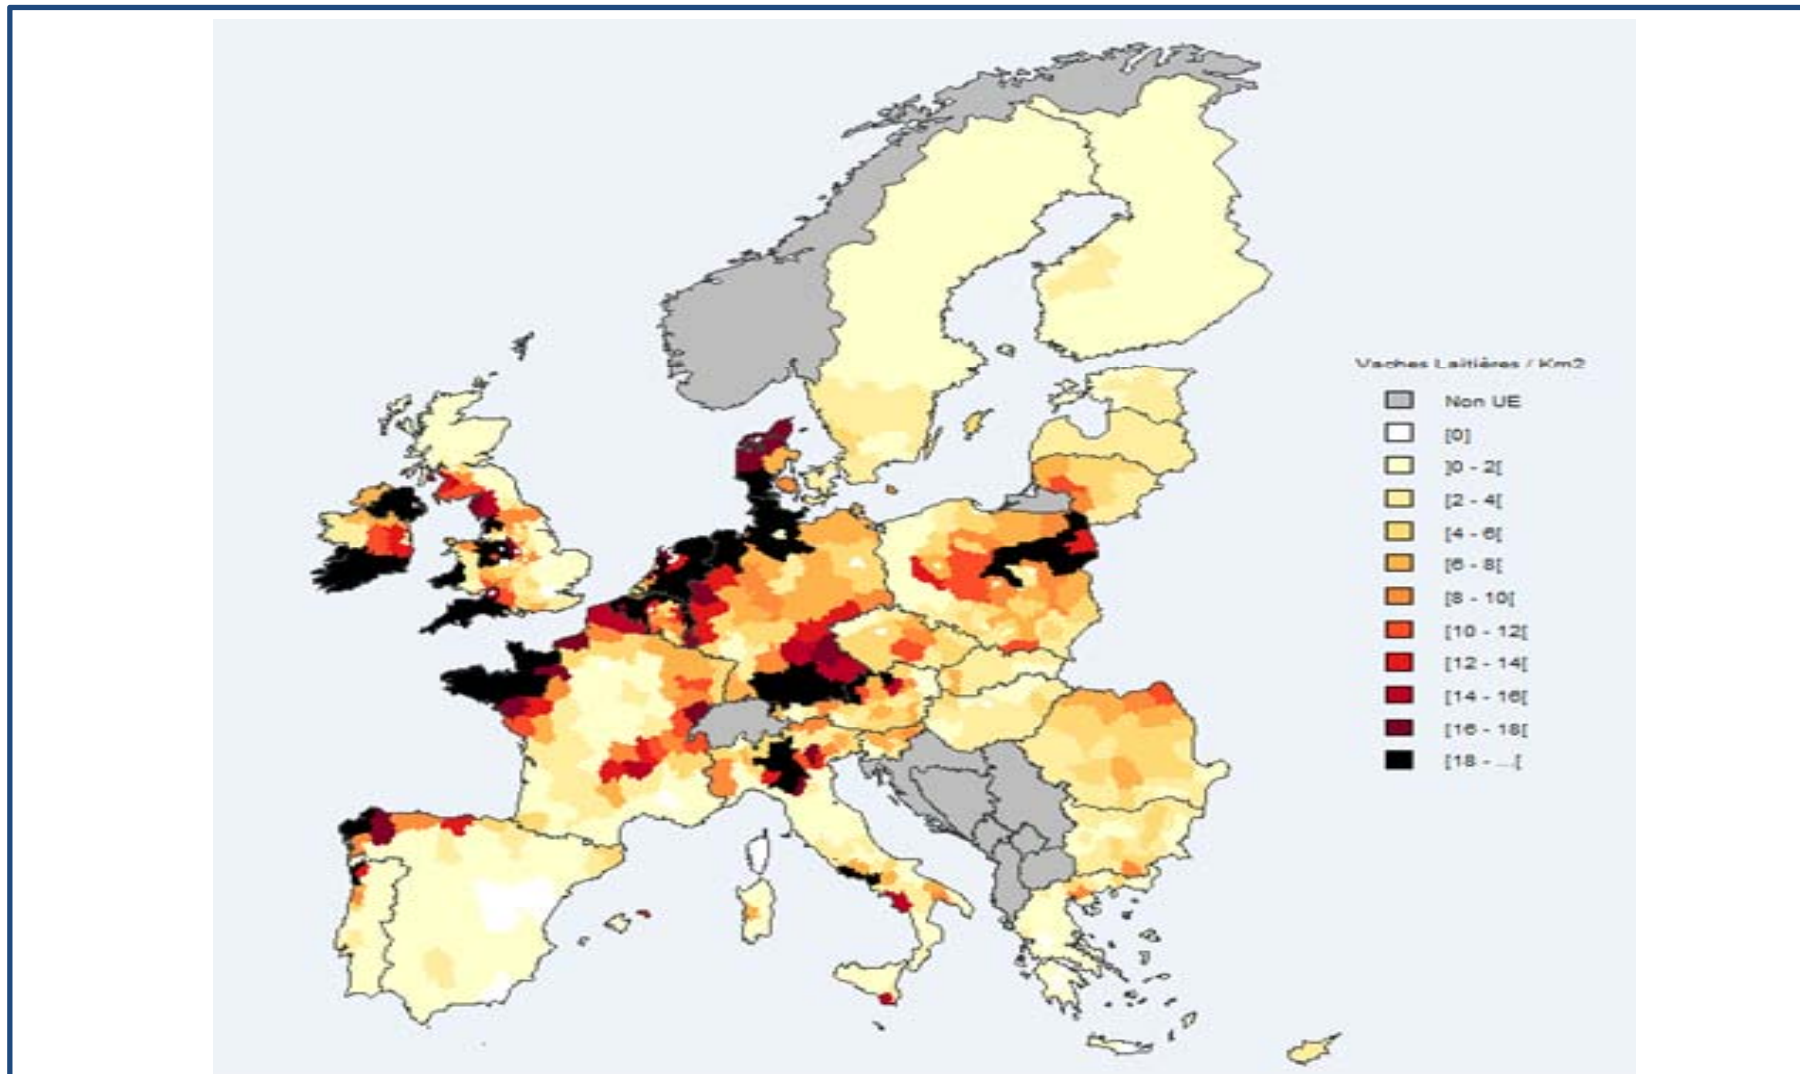 Vaches Laitières / Km2
Non UE
[0]
]0 - 2[
[2 - 4[
[4 - 6[
[6 - 8[
[8 - 10[
[10 - 12[
[12 - 14[
[14 - 16[
[16 - 18[
[18 - ...[